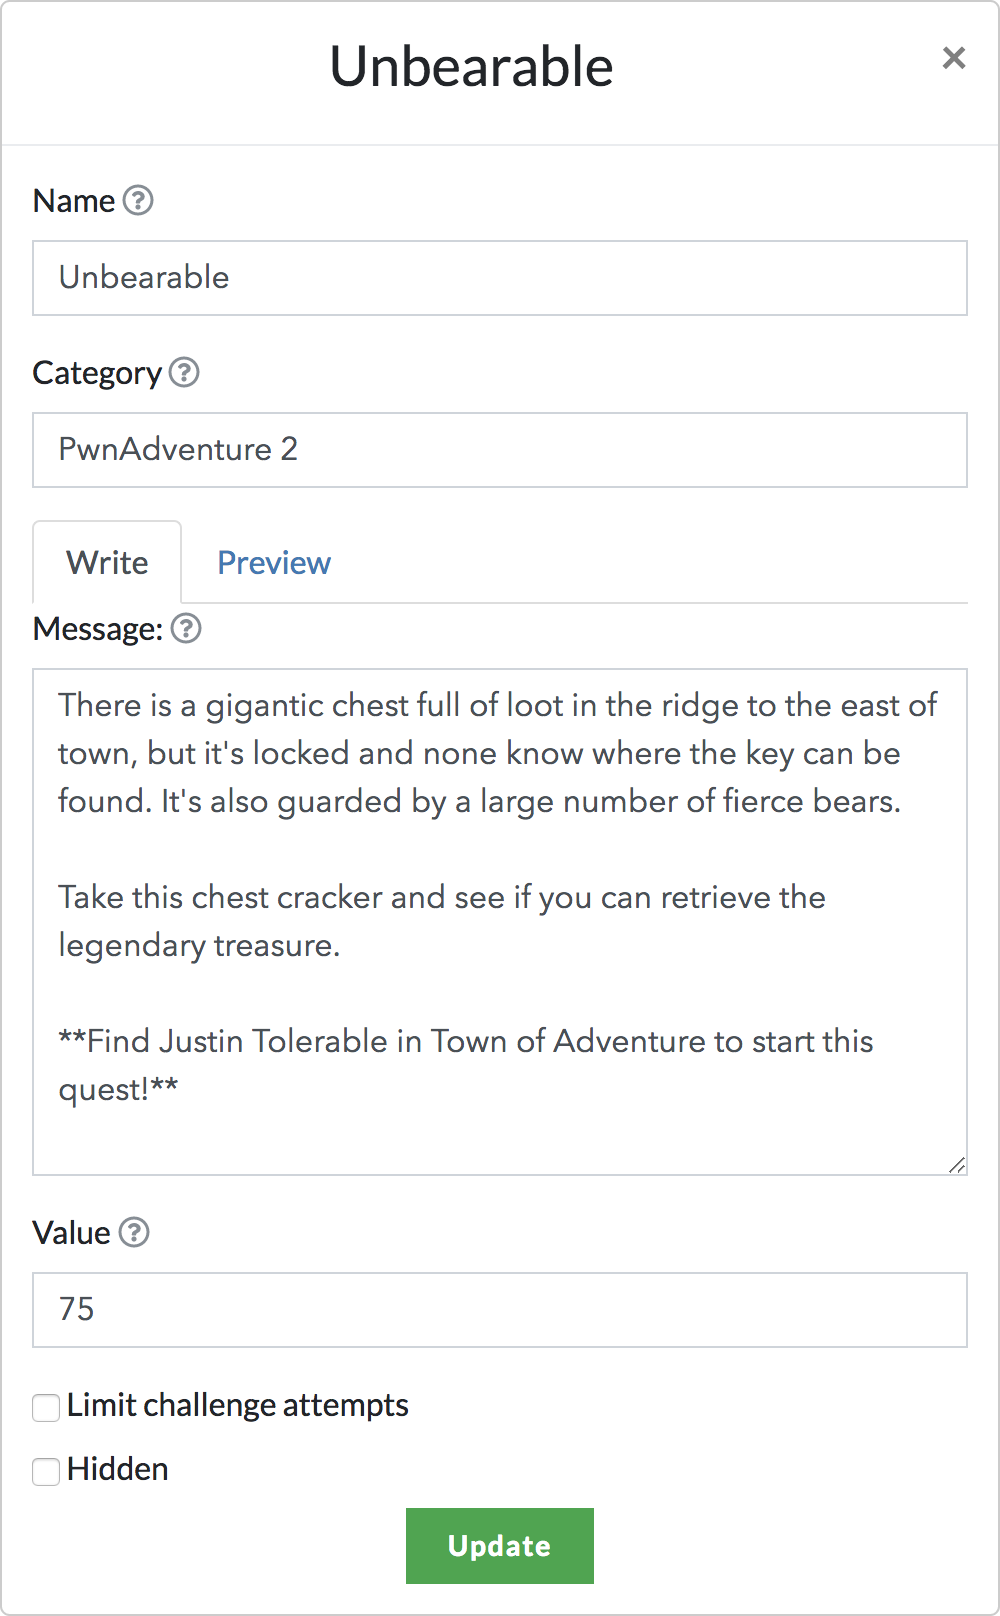 Unbearable
×
Name ?
Unbearable
Category ?
PwnAdventure 2
Write Preview
Message: ?
There is a gigantic chest full of loot in the ridge to the east of
town, but it's locked and none know where the key can be
found. It's also guarded by a large number of fierce bears.
Take this chest cracker and see if you can retrieve the
legendary treasure.
**Find Justin Tolerable in Town of Adventure to start this
quest!**
Value ?
75
Limit challenge attempts
Hidden
Update